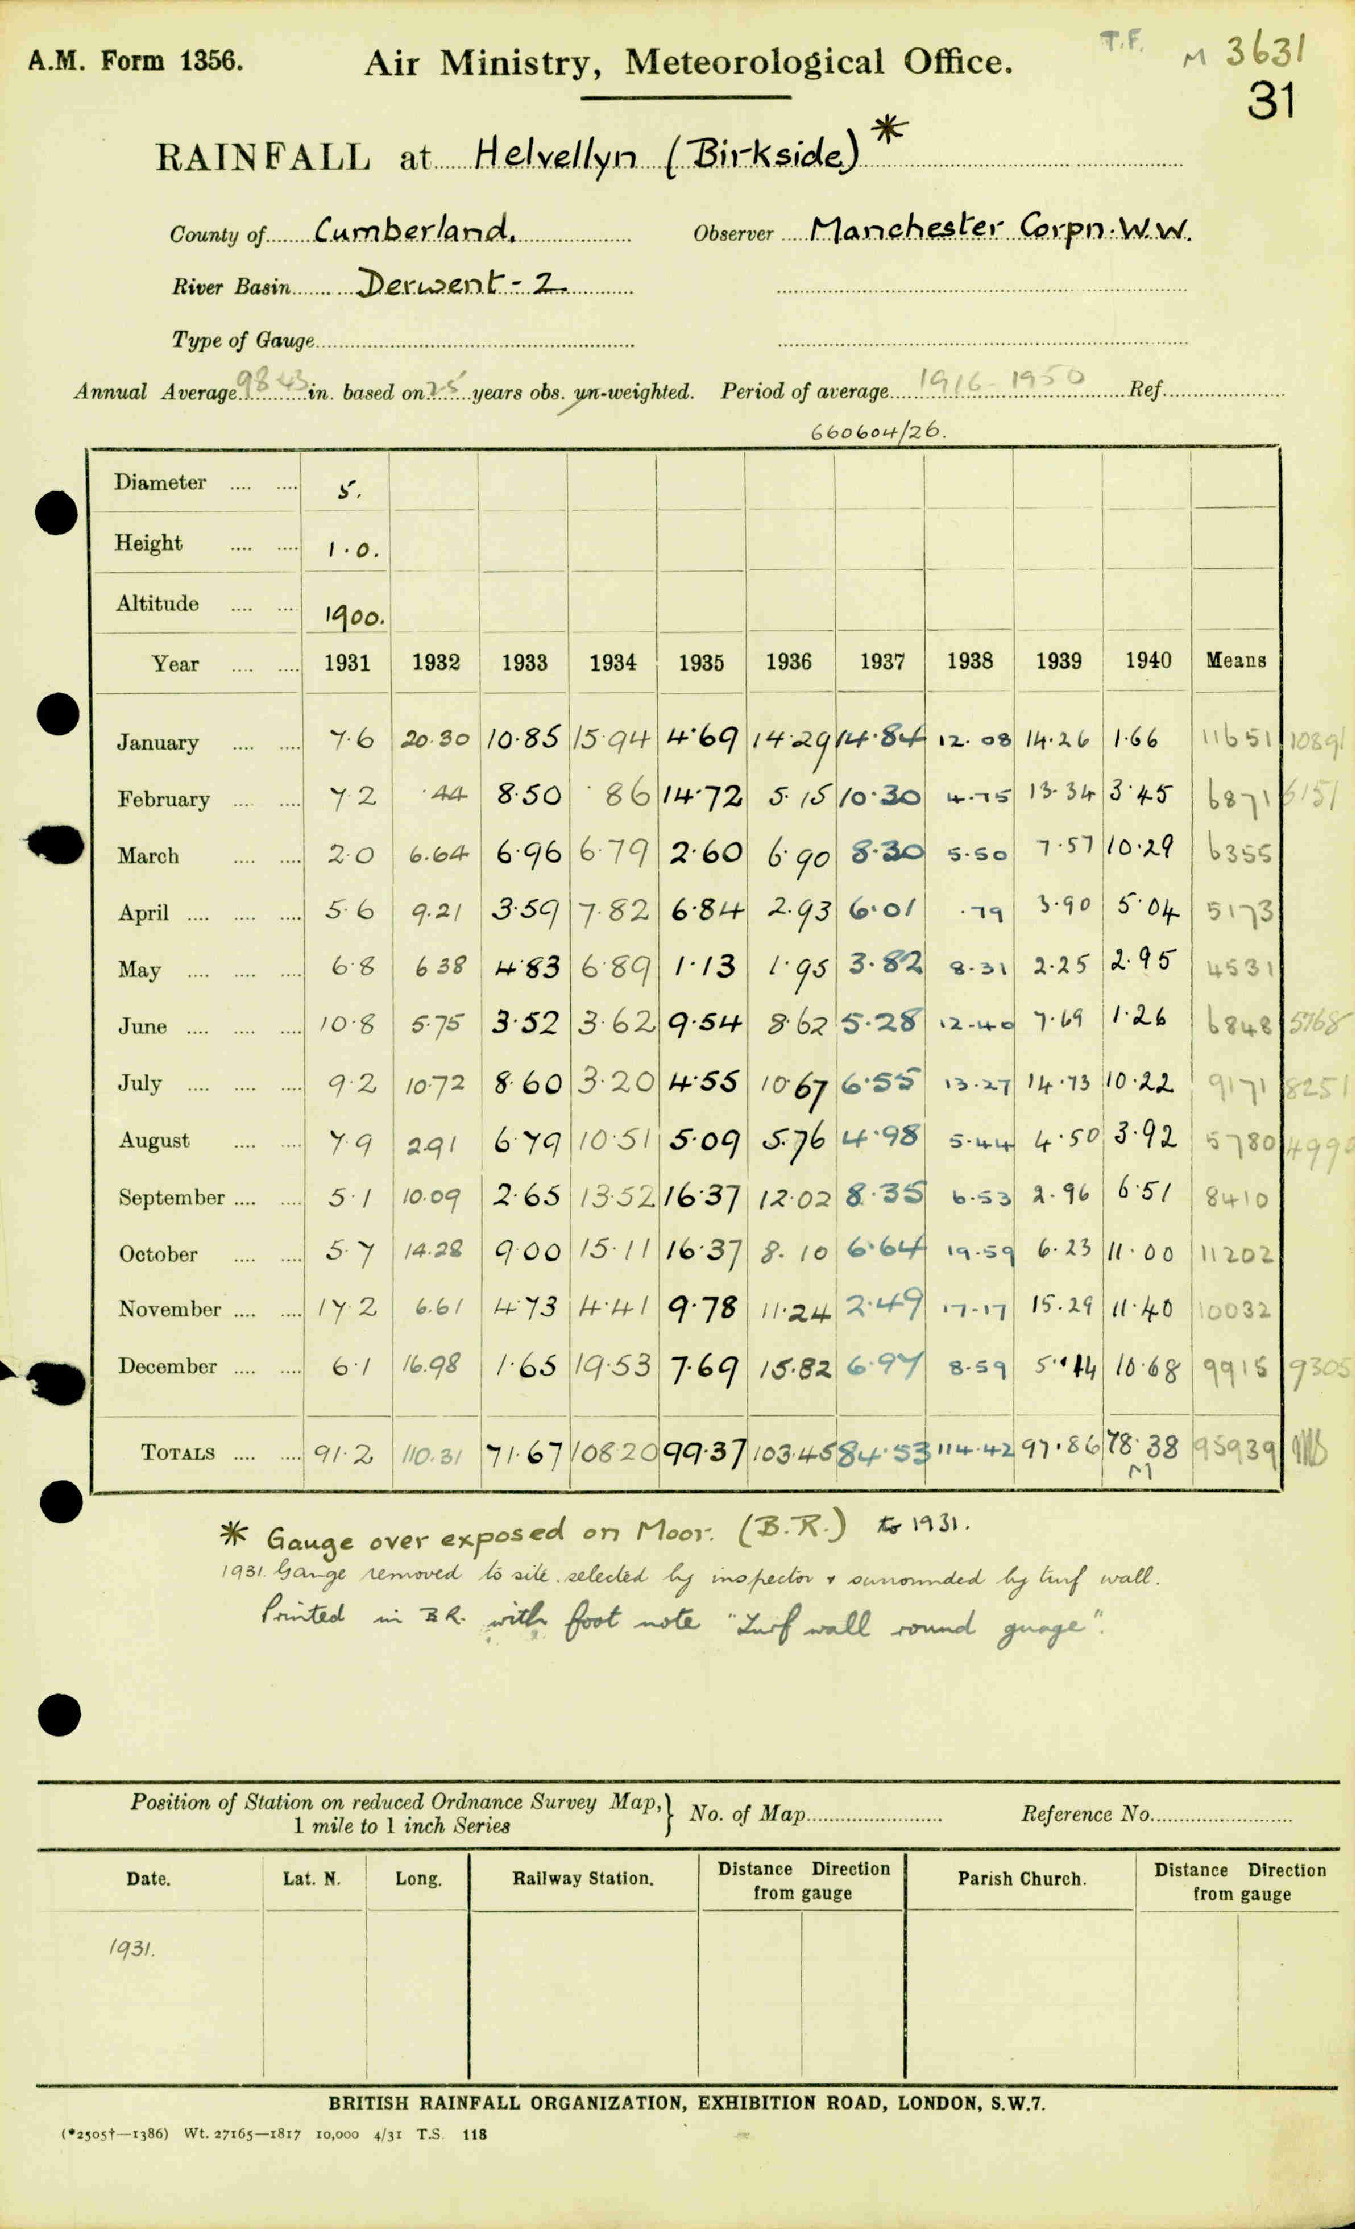 A.M. Form 1356. Air Ministry, Meteorological Office. T.F. M 3631
31
RAINFALL at Helvellyn (Birkside) *
County of Cumberland. Observer Manchester Corpn. W.W.
River Basin Derwent - 2
Type of Gauge
Annual Average 98.43 in. based on 25 years obs. un-weighted. Period of average 1916-1950 Ref.
660604/26.
Diameter .... .... 5.
Height .... .... 1.0.
Altitude .... .... 1900.
Year .... .... 1931 1932 1933 1934 1935 1936 1937 1938 1939 1940 Means
January .... .... 7.6 20.30 10.85 15.94 4.69 14.29 14.84 12.08 14.26 1.66 11651 10891
February .... .... 7.2 .44 8.50 .86 14.72 5.15 10.30 4.75 13.34 3.45 6871 6151
March .... .... 2.0 6.64 6.96 6.79 2.60 6.90 8.30 5.50 7.57 10.29 6355
April .... .... .... 5.6 9.21 3.59 7.82 6.84 2.93 6.01 .79 3.90 5.04 5173
May .... .... .... 6.8 6.38 4.83 6.89 1.13 1.95 3.82 8.31 2.25 2.95 4531
June .... .... .... 10.8 5.75 3.52 3.62 9.54 8.62 5.28 12.40 7.69 1.26 6848 5768
July .... .... .... 9.2 10.72 8.60 3.20 4.55 10.67 6.55 13.27 14.73 10.22 9171 8251
August .... .... 7.9 2.91 6.79 10.51 5.09 5.76 4.98 5.44 4.50 3.92 5780 4990
September .... .... 5.1 10.09 2.65 13.52 16.37 12.02 8.35 6.53 2.96 6.51 8410
October .... .... 5.7 14.28 9.00 15.11 16.37 8.10 6.64 19.59 6.23 11.00 11202
November .... .... 17.2 6.61 4.73 4.41 9.78 11.24 2.49 17.17 15.29 11.40 10032
December .... .... 6.1 16.98 1.65 19.53 7.69 15.82 6.97 8.59 5.14 10.68 9915 9305
TOTALS .... .... 91.2 110.31 71.67 108.20 99.37 103.45 84.53 114.42 97.86 78.38 95939
M
* Gauge over exposed on Moor. (B.R.) to 1931.
1931. Gauge removed to site selected by inspector & surrounded by turf wall.
Printed in B.R. with foot note "Turf wall round guage".
Position of Station on reduced Ordnance Survey Map, } No. of Map Reference No.
1 mile to 1 inch Series
Date. Lat. N. Long. Railway Station. Distance Direction from gauge Parish Church. Distance Direction from gauge
1931.
BRITISH RAINFALL ORGANIZATION, EXHIBITION ROAD, LONDON, S.W.7.
(*2505†—1386) Wt. 27165—1817 10,000 4/31 T.S. 118